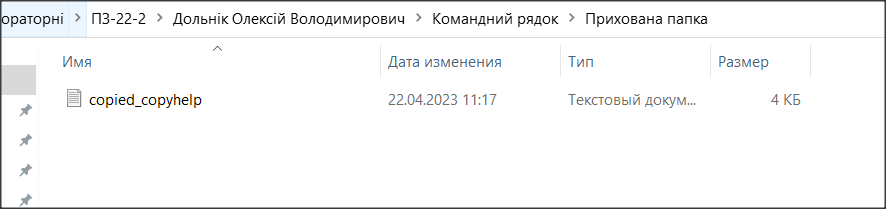 ораторні > ПЗ-22-2 > Дольнік Олексій Володимирович > Командний рядок > Прихована папка
Имя Дата изменения Тип Размер
copied_copyhelp 22.04.2023 11:17 Текстовый докум... 4 КБ